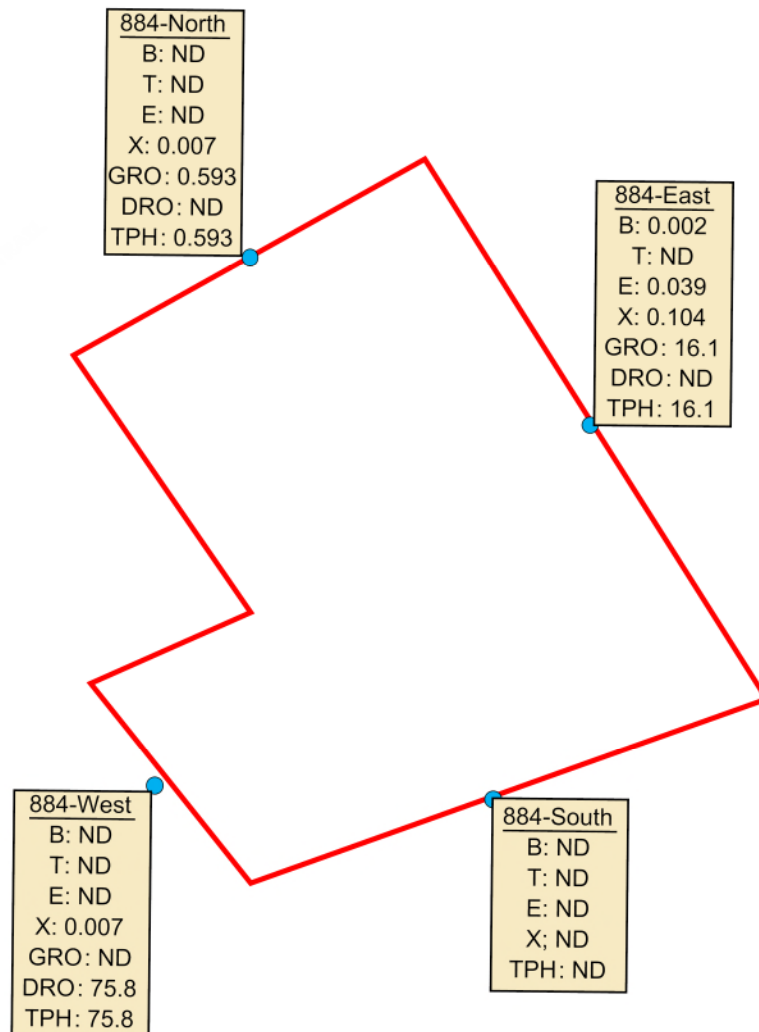 884-North
B: ND
T: ND
E: ND
X: 0.007
GRO: 0.593
DRO: ND
TPH: 0.593
884-East
B: 0.002
T: ND
E: 0.039
X: 0.104
GRO: 16.1
DRO: ND
TPH: 16.1
884-West
B: ND
T: ND
E: ND
X: 0.007
GRO: ND
DRO: 75.8
TPH: 75.8
884-South
B: ND
T: ND
E: ND
X; ND
TPH: ND